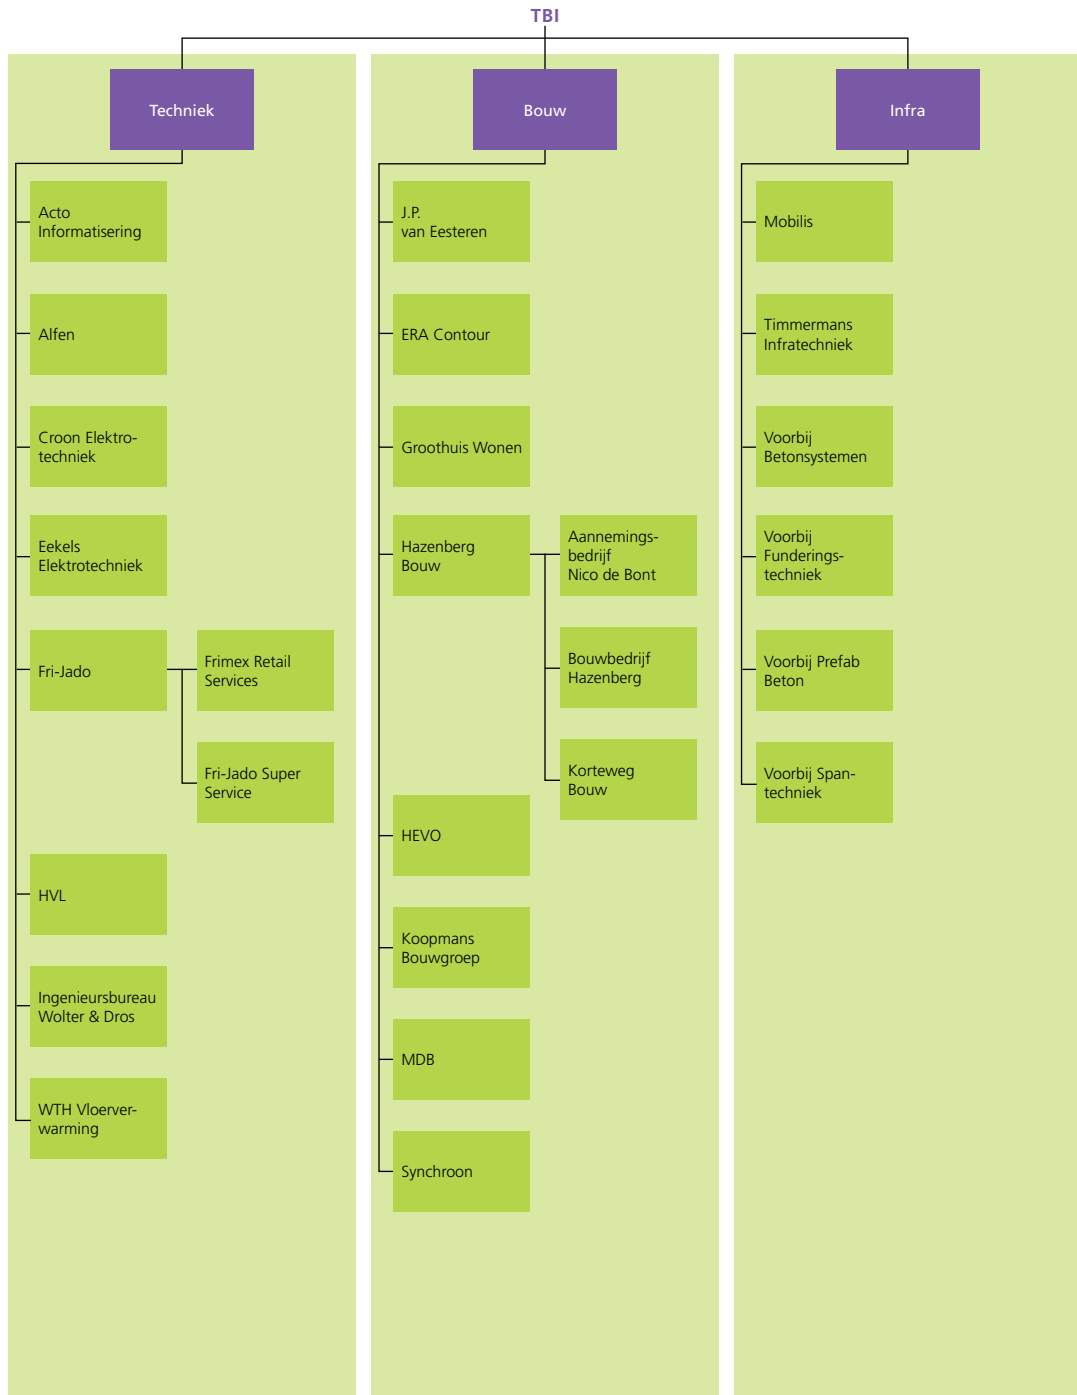 TBI
Techniek
Acto
Informatisering
Alfen
Croon Elektro-
techniek
Eekels
Elektrotechniek
Fri-Jado
Frimex Retail
Services
Fri-Jado Super
Service
HVL
Ingenieursbureau
Wolter & Dros
WTH Vloerver-
warming
Bouw
J.P.
van Eesteren
ERA Contour
Groothuis Wonen
Hazenberg
Bouw
Aannemings-
bedrijf
Nico de Bont
Bouwbedrijf
Hazenberg
Korteweg
Bouw
HEVO
Koopmans
Bouwgroep
MDB
Synchroon
Infra
Mobilis
Timmermans
Infratechniek
Voorbij
Betonsystemen
Voorbij
Funderings-
techniek
Voorbij Prefab
Beton
Voorbij Span-
techniek